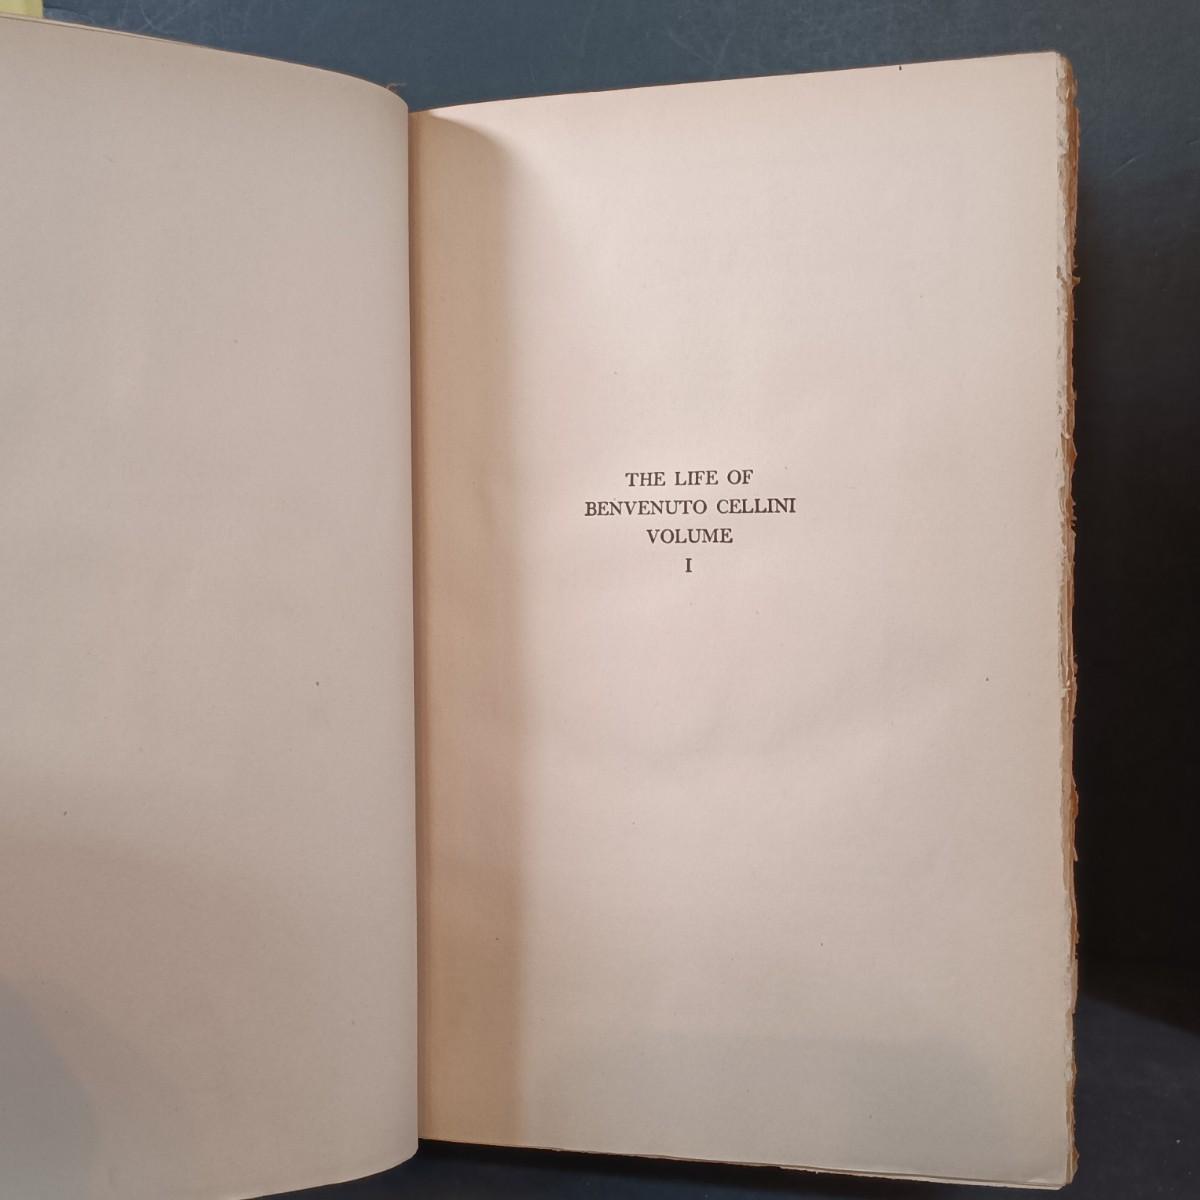 THE LIFE OF
BENVENUTO CELLINI
VOLUME
I